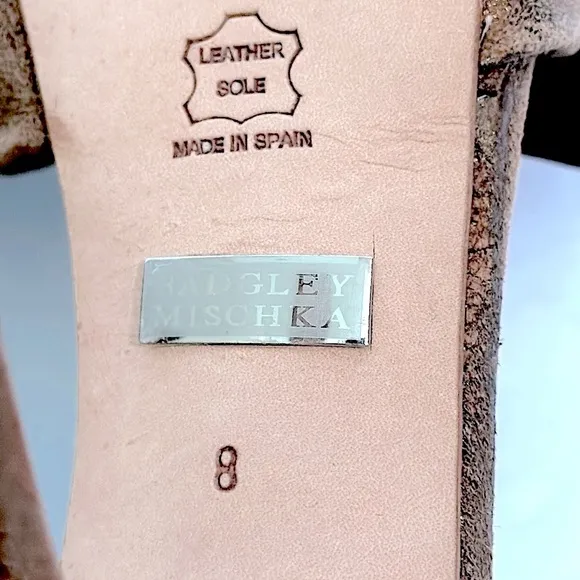 LEATHER
SOLE
MADE IN SPAIN
BADGLEY
MISCHKA
8